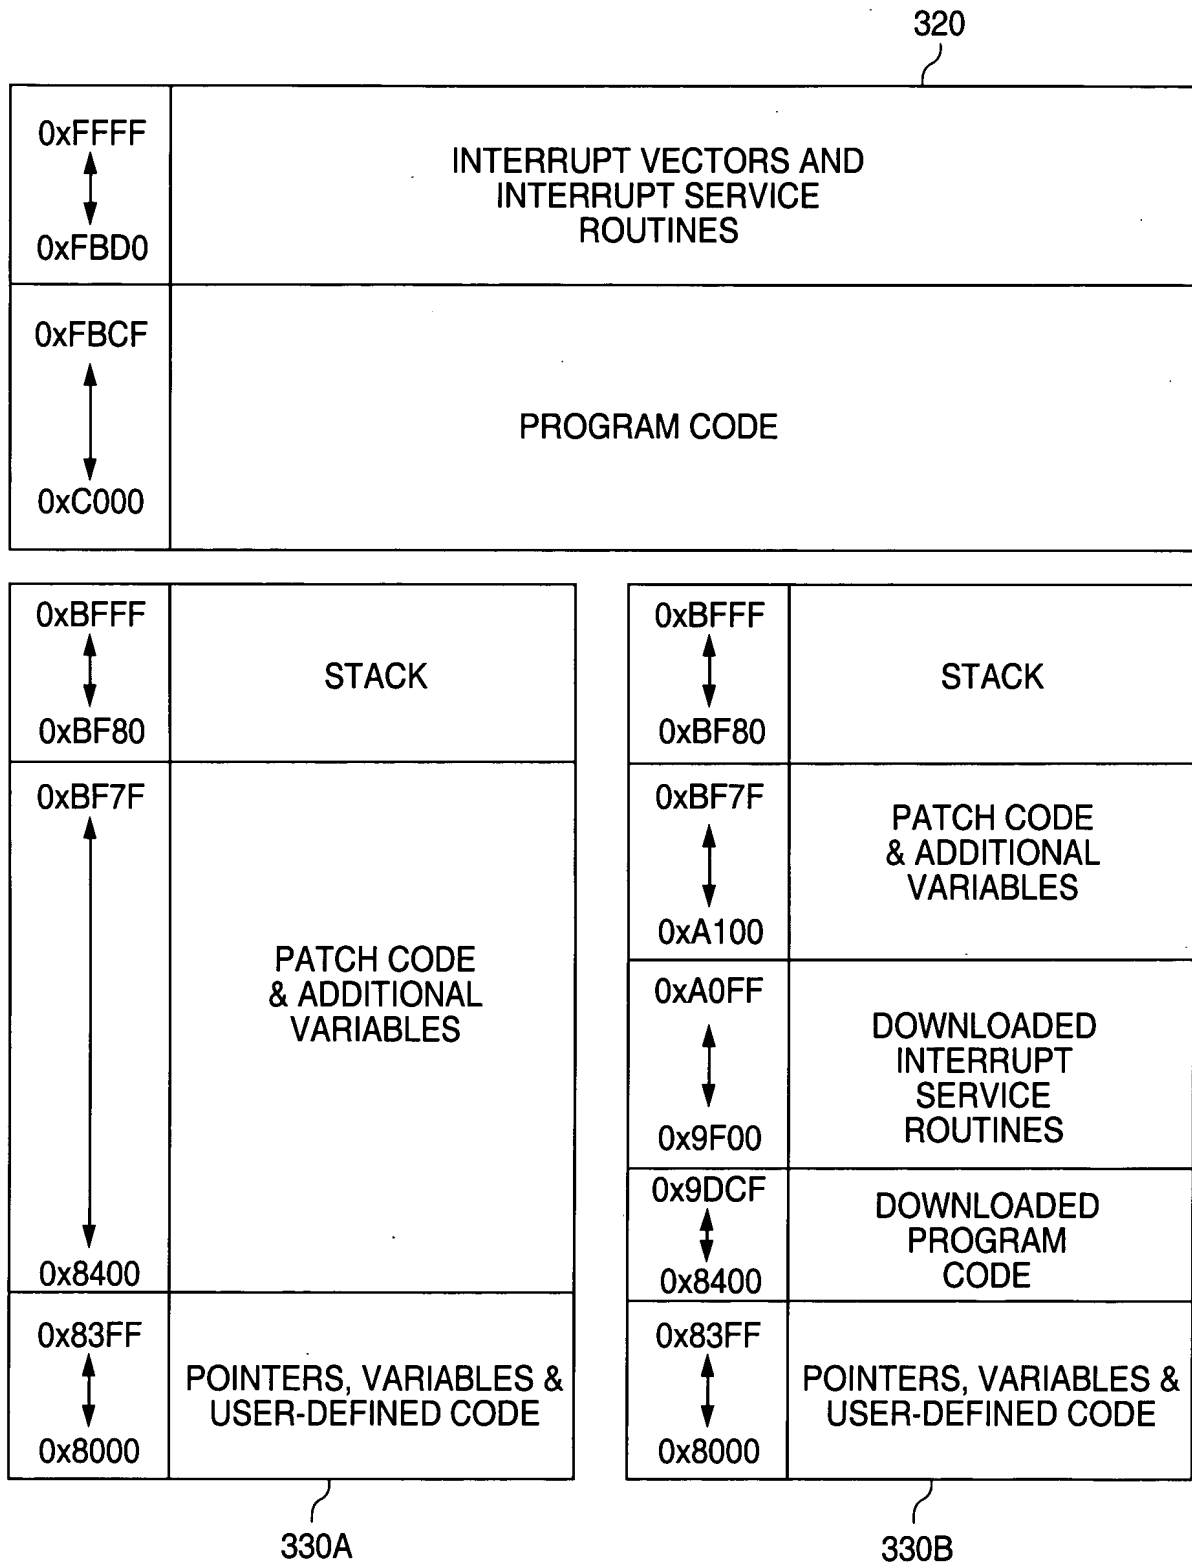 320
0xFFFF
0xFBD0
INTERRUPT VECTORS AND
INTERRUPT SERVICE
ROUTINES
0xFBCF
0xC000
PROGRAM CODE
0xBFFF
0xBF80
STACK
0xBF7F
0x8400
PATCH CODE
& ADDITIONAL
VARIABLES
0x83FF
0x8000
POINTERS, VARIABLES &
USER-DEFINED CODE
330A
0xBFFF
0xBF80
STACK
0xBF7F
0xA100
PATCH CODE
& ADDITIONAL
VARIABLES
0xA0FF
0x9F00
DOWNLOADED
INTERRUPT
SERVICE
ROUTINES
0x9DCF
0x8400
DOWNLOADED
PROGRAM
CODE
0x83FF
0x8000
POINTERS, VARIABLES &
USER-DEFINED CODE
330B